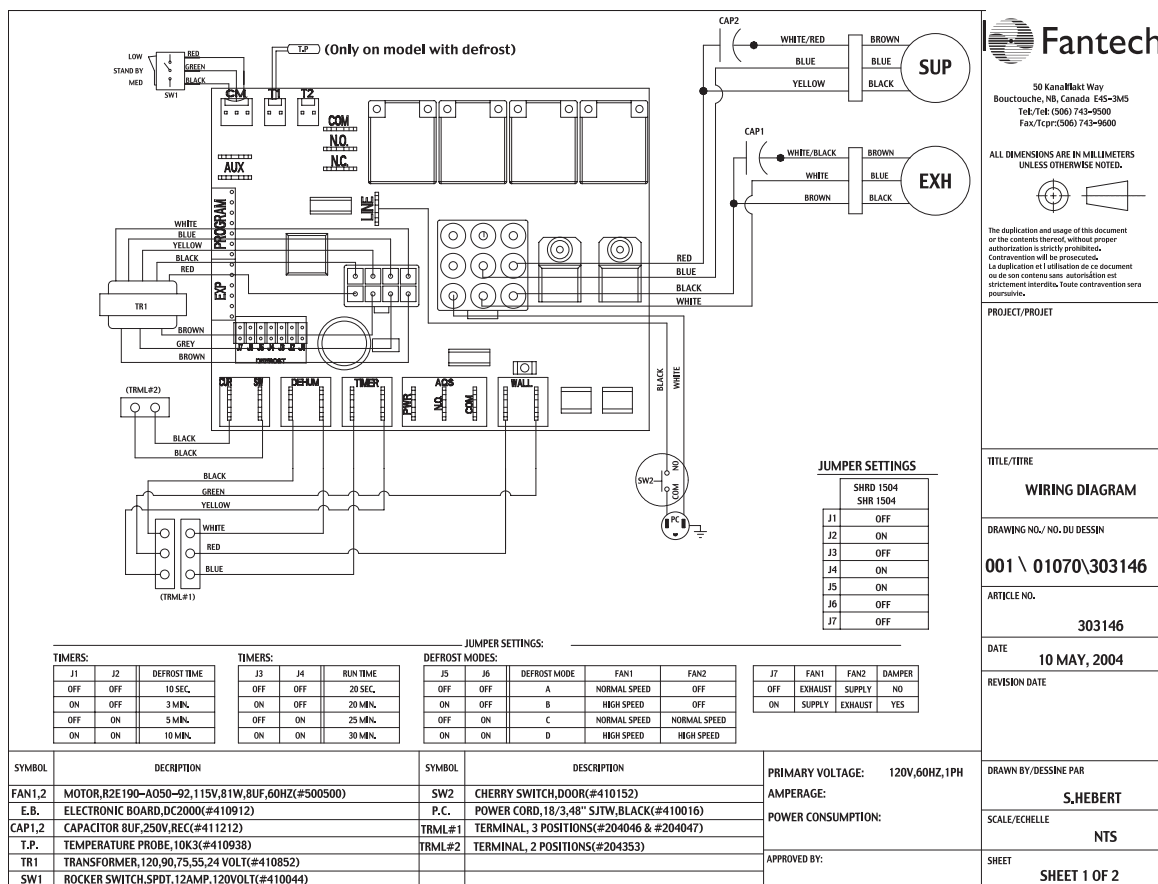 CAP2
LOW
STAND BY
MED
SW1
RED
GREEN
BLACK
T.P (Only on model with defrost)
WHITE/RED
BLUE
YELLOW
BROWN
BLUE
BLACK
SUP
Fantech
50 Kanalflakt Way
Bouctouche, NB, Canada E4S-3M5
Tel:/Tel: (506) 743-9500
Fax/Tcpr:(506) 743-9600
CM
T1
T2
COM
N.O.
N.C.
AUX
PROGRAM
EXP
LINE
CAP1
WHITE/BLACK
WHITE
BROWN
BROWN
BLUE
BLACK
EXH
ALL DIMENSIONS ARE IN MILLIMETERS
UNLESS OTHERWISE NOTED.
The duplication and usage of this document
or the contents thereof, without proper
authorization is strictly prohibited.
Contravention will be prosecuted.
La duplication et l utilisation de ce document
ou de son contenu sans autorisation est
strictement interdite. Toute contravention sera
poursuivie.
WHITE
BLUE
YELLOW
BLACK
RED
TR1
BROWN
GREY
BROWN
RED
BLUE
BLACK
WHITE
PROJECT/PROJET
DEFROST
CUR
SW
DEHUM
TIMER
AQS
PWR
N.O.
COM
WALL
BLACK
WHITE
(TRML#2)
BLACK
BLACK
BLACK
GREEN
YELLOW
WHITE
RED
BLUE
(TRML#1)
SW2
NO
COM
PC
JUMPER SETTINGS
SHRD 1504
SHR 1504
J1 OFF
J2 ON
J3 OFF
J4 ON
J5 ON
J6 OFF
J7 OFF
TITLE/TITRE
WIRING DIAGRAM
DRAWING NO./ NO. DU DESSIN
001 \ 01070\303146
ARTICLE NO.
303146
DATE
10 MAY, 2004
REVISION DATE
JUMPER SETTINGS:
TIMERS:
J1 J2 DEFROST TIME
OFF OFF 10 SEC.
ON OFF 3 MIN.
OFF ON 5 MIN.
ON ON 10 MIN.
TIMERS:
J3 J4 RUN TIME
OFF OFF 20 SEC.
ON OFF 20 MIN.
OFF ON 25 MIN.
ON ON 30 MIN.
DEFROST MODES:
J5 J6 DEFROST MODE FAN1 FAN2
OFF OFF A NORMAL SPEED OFF
ON OFF B HIGH SPEED OFF
OFF ON C NORMAL SPEED NORMAL SPEED
ON ON D HIGH SPEED HIGH SPEED
J7 FAN1 FAN2 DAMPER
OFF EXHAUST SUPPLY NO
ON SUPPLY EXHAUST YES
SYMBOL DECRIPTION
FAN1,2 MOTOR,R2E190-AO50-92,115V,81W,8UF,60HZ(#500500)
E.B. ELECTRONIC BOARD,DC2000(#410912)
CAP1,2 CAPACITOR 8UF,250V,REC(#411212)
T.P. TEMPERATURE PROBE,10K3(#410938)
TR1 TRANSFORMER,120,90,75,55,24 VOLT(#410852)
SW1 ROCKER SWITCH,SPDT,12AMP,120VOLT(#410044)
SYMBOL DESCRIPTION
SW2 CHERRY SWITCH,DOOR(#410152)
P.C. POWER CORD,18/3,48" SJTW,BLACK(#410016)
TRML#1 TERMINAL, 3 POSITIONS(#204046 & #204047)
TRML#2 TERMINAL, 2 POSITIONS(#204353)
PRIMARY VOLTAGE: 120V,60HZ,1PH
AMPERAGE:
POWER CONSUMPTION:
APPROVED BY:
DRAWN BY/DESSINE PAR
S.HEBERT
SCALE/ECHELLE
NTS
SHEET
SHEET 1 OF 2